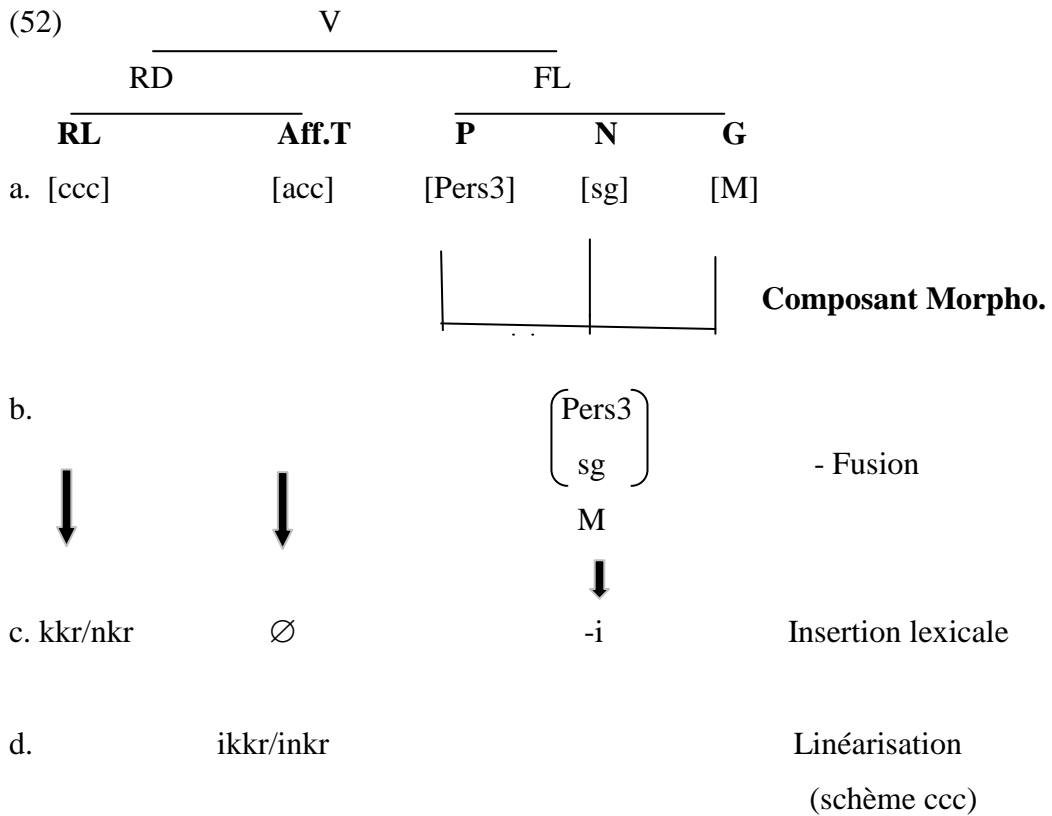 (52) V
RD FL
RL Aff.T P N G
a. [ccc] [acc] [Pers3] [sg] [M]
Composant Morpho.
b. Pers3
sg - Fusion
M
c. kkr/nkr ∅ -i Insertion lexicale
d. ikkr/inkr Linéarisation
(schème ccc)